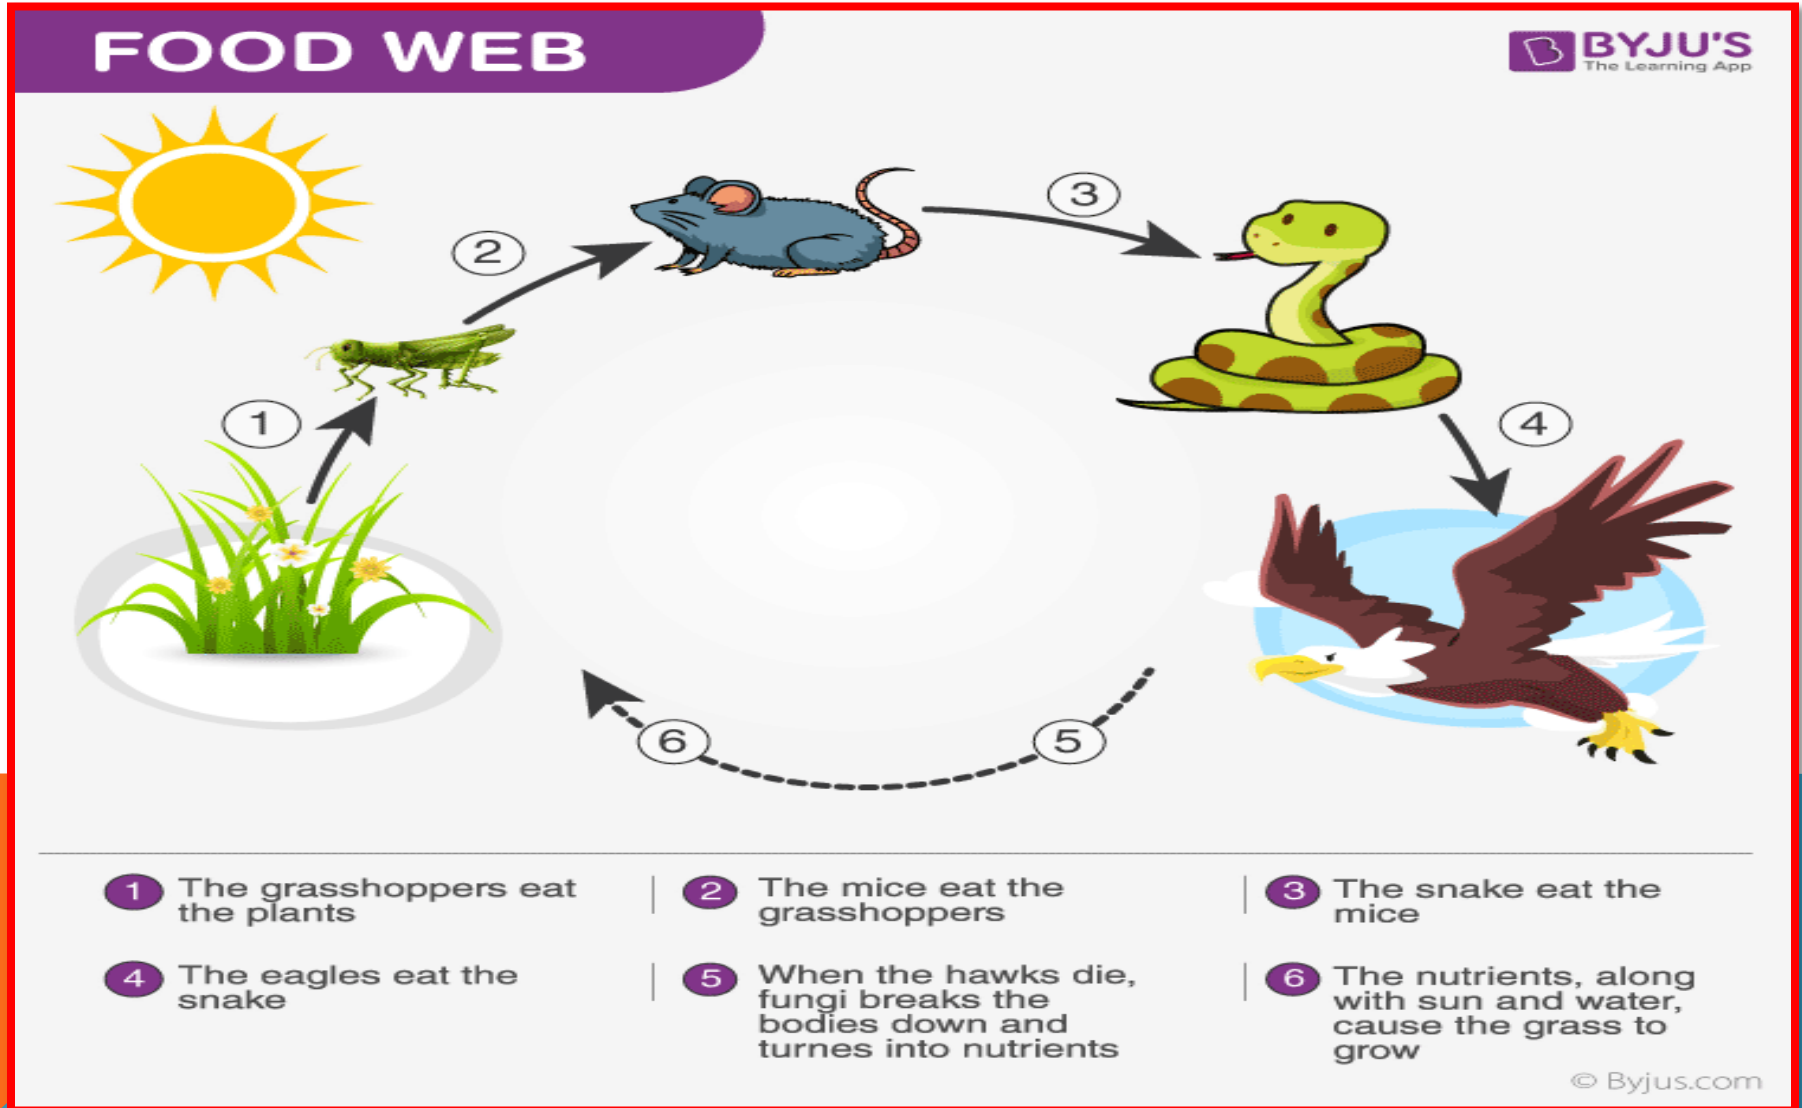 FOOD WEB
BYJU'S
The Learning App
1
2
3
4
5
6
1 The grasshoppers eat
the plants
2 The mice eat the
grasshoppers
3 The snake eat the
mice
4 The eagles eat the
snake
5 When the hawks die,
fungi breaks the
bodies down and
turnes into nutrients
6 The nutrients, along
with sun and water,
cause the grass to
grow
© Byjus.com